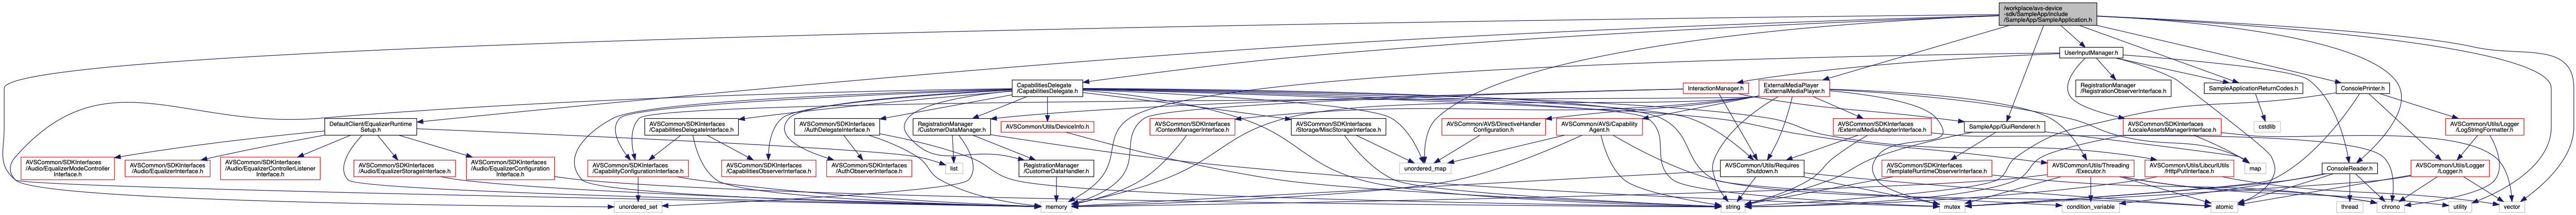 /workplace/avs-device
-sdk/SampleApp/include
/SampleApp/SampleApplication.h
UserInputManager.h
CapabilitiesDelegate
/CapabilitiesDelegate.h
InteractionManager.h
ExternalMediaPlayer
/ExternalMediaPlayer.h
RegistrationManager
/RegistrationObserverInterface.h
SampleApplicationReturnCodes.h
ConsolePrinter.h
DefaultClient/EqualizerRuntime
Setup.h
AVSCommon/SDKInterfaces
/CapabilitiesDelegateInterface.h
AVSCommon/SDKInterfaces
/AuthDelegateInterface.h
RegistrationManager
/CustomerDataManager.h
AVSCommon/Utils/DeviceInfo.h
AVSCommon/SDKInterfaces
/ContextManagerInterface.h
AVSCommon/SDKInterfaces
/Storage/MiscStorageInterface.h
AVSCommon/AVS/DirectiveHandler
Configuration.h
AVSCommon/AVS/Capability
Agent.h
AVSCommon/SDKInterfaces
/ExternalMediaAdapterInterface.h
SampleApp/GuiRenderer.h
AVSCommon/SDKInterfaces
/LocaleAssetsManagerInterface.h
cstdlib
AVSCommon/Utils/Logger
/LogStringFormatter.h
AVSCommon/SDKInterfaces
/Audio/EqualizerModeController
Interface.h
AVSCommon/SDKInterfaces
/Audio/EqualizerInterface.h
AVSCommon/SDKInterfaces
/Audio/EqualizerControllerListener
Interface.h
AVSCommon/SDKInterfaces
/Audio/EqualizerStorageInterface.h
AVSCommon/SDKInterfaces
/Audio/EqualizerConfiguration
Interface.h
AVSCommon/SDKInterfaces
/CapabilityConfigurationInterface.h
AVSCommon/SDKInterfaces
/CapabilitiesObserverInterface.h
AVSCommon/SDKInterfaces
/AuthObserverInterface.h
list
RegistrationManager
/CustomerDataHandler.h
unordered_map
AVSCommon/Utils/Requires
Shutdown.h
AVSCommon/SDKInterfaces
/TemplateRuntimeObserverInterface.h
AVSCommon/Utils/Threading
/Executor.h
AVSCommon/Utils/LibcurlUtils
/HttpPutInterface.h
map
ConsoleReader.h
AVSCommon/Utils/Logger
/Logger.h
unordered_set
memory
string
mutex
condition_variable
atomic
thread
chrono
utility
vector